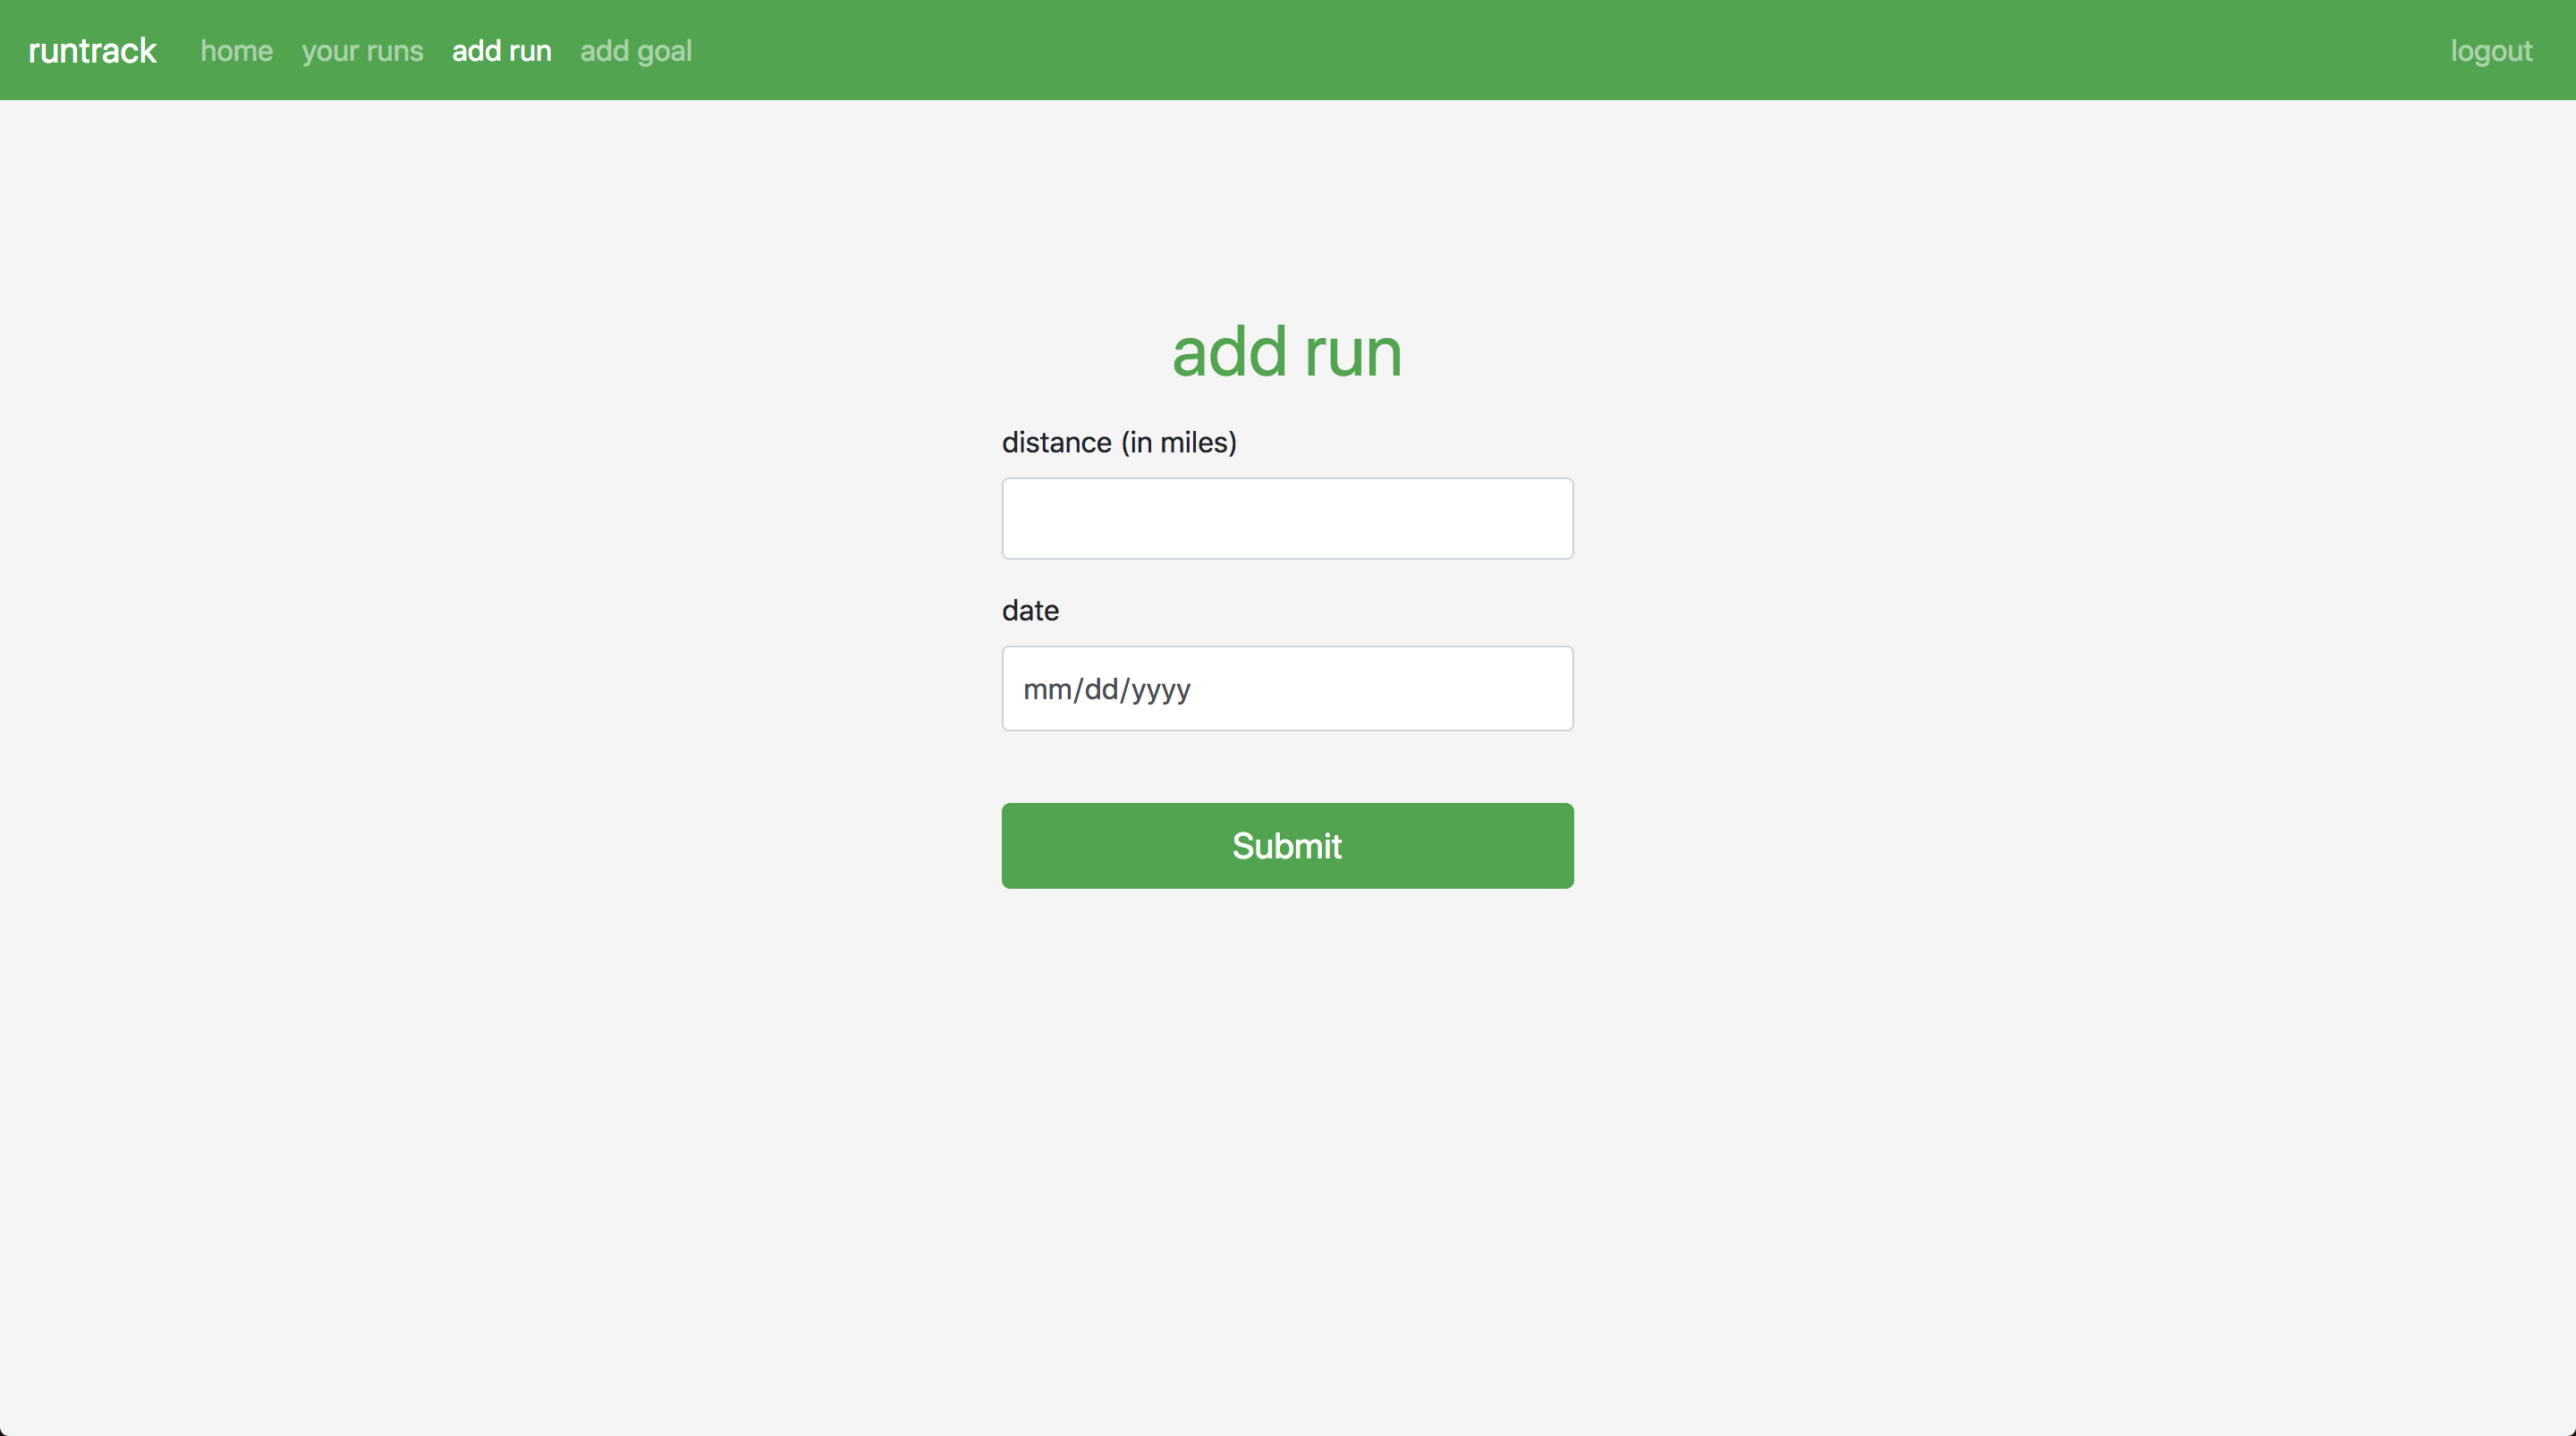 runtrack home your runs add run add goal logout
add run
distance (in miles)
date
mm/dd/yyyy
Submit